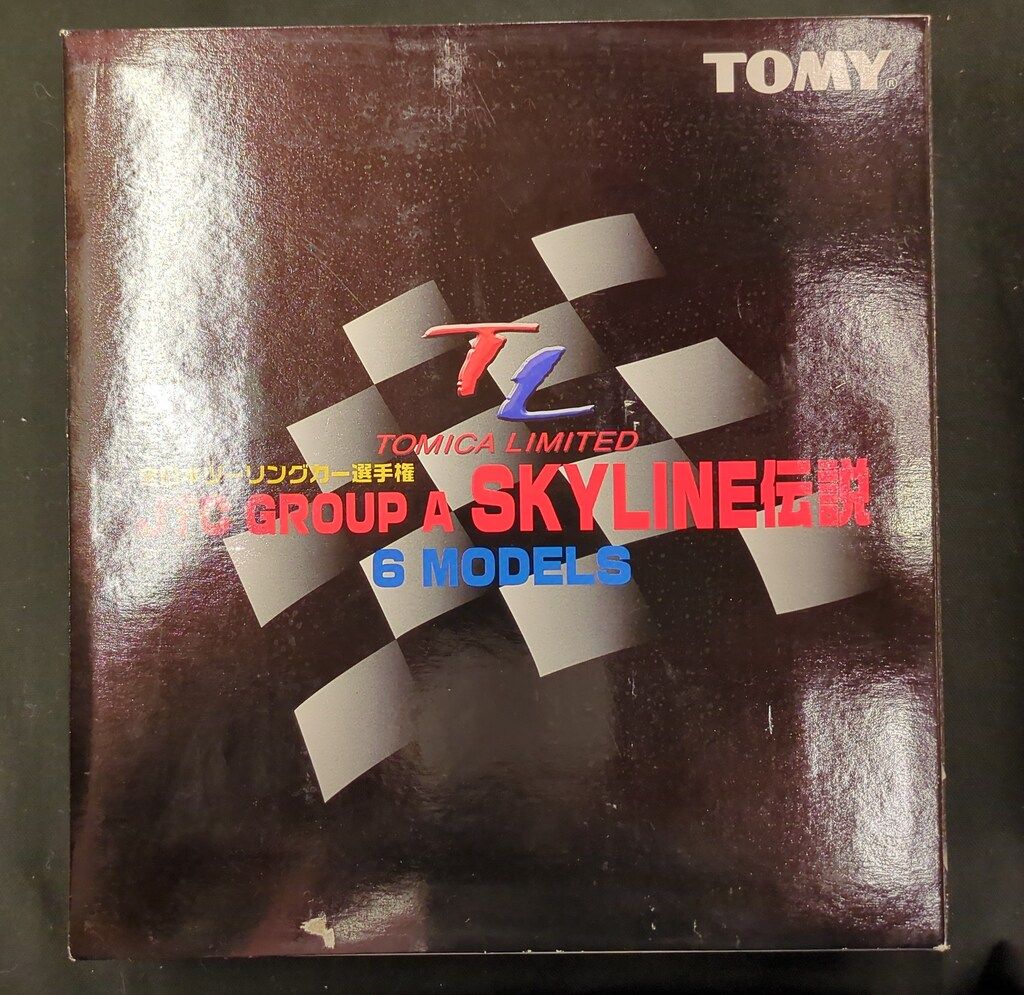 TOMY®
TL
TOMICA LIMITED
全日本ツーリングカー選手権
JTC GROUP A SKYLINE伝説
6 MODELS